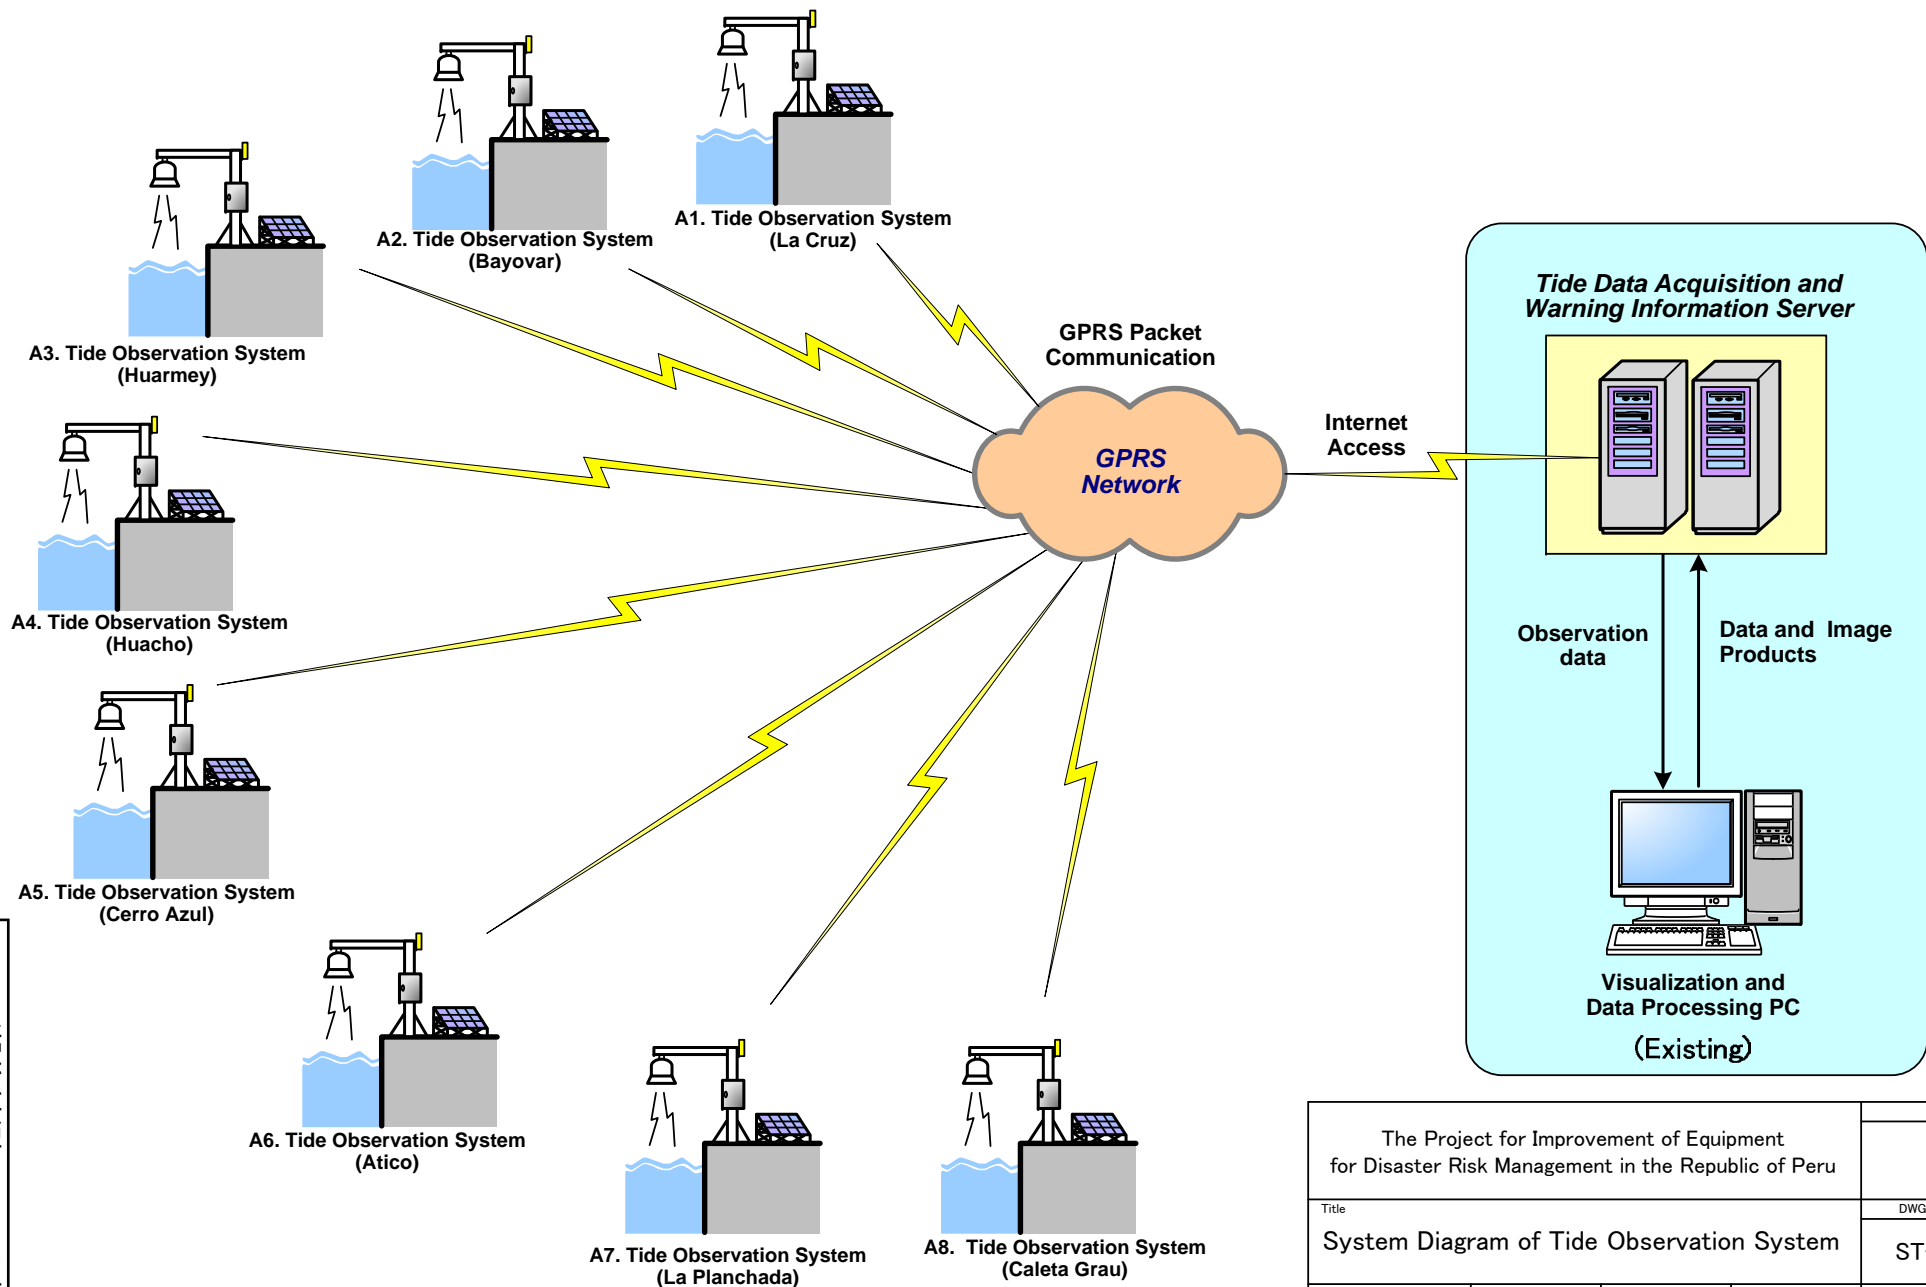 A1. Tide Observation System
(La Cruz)
A2. Tide Observation System
(Bayovar)
A3. Tide Observation System
(Huarmey)
A4. Tide Observation System
(Huacho)
A5. Tide Observation System
(Cerro Azul)
A6. Tide Observation System
(Atico)
A7. Tide Observation System
(La Planchada)
A8. Tide Observation System
(Caleta Grau)
GPRS Packet
Communication
GPRS
Network
Internet
Access
Tide Data Acquisition and
Warning Information Server
Observation
data
Data and Image
Products
Visualization and
Data Processing PC
(Existing)
The Project for Improvement of Equipment
for Disaster Risk Management in the Republic of Peru
Title
System Diagram of Tide Observation System
DWG